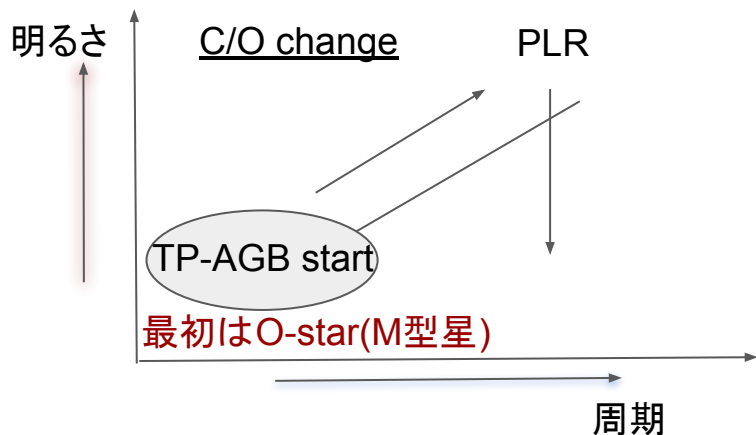 明るさ
C/O change
PLR
TP-AGB start
最初はO-star(M型星)
周期